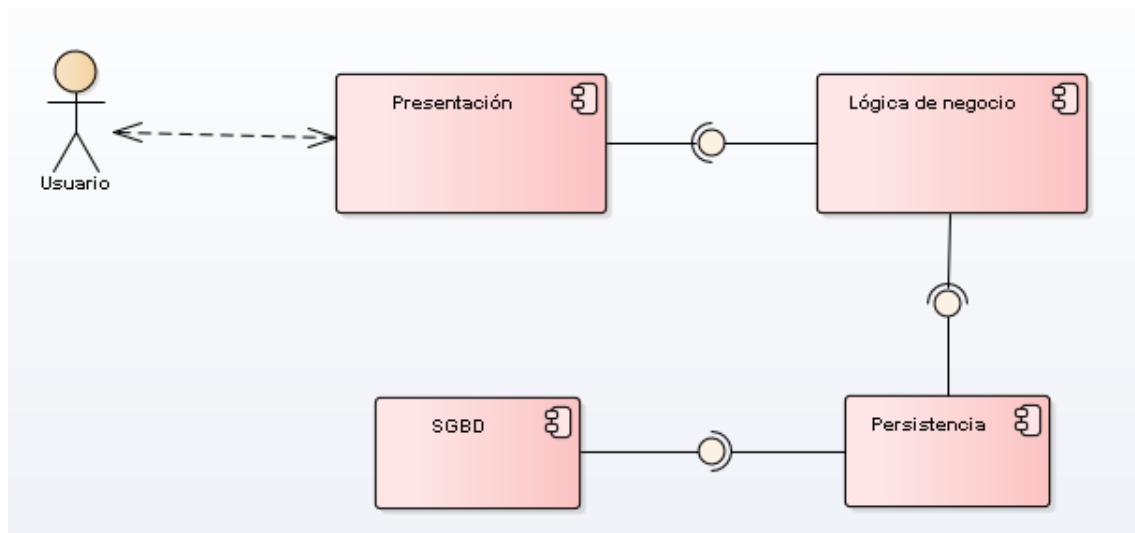 Presentación
Lógica de negocio
Usuario
SGBD
Persistencia